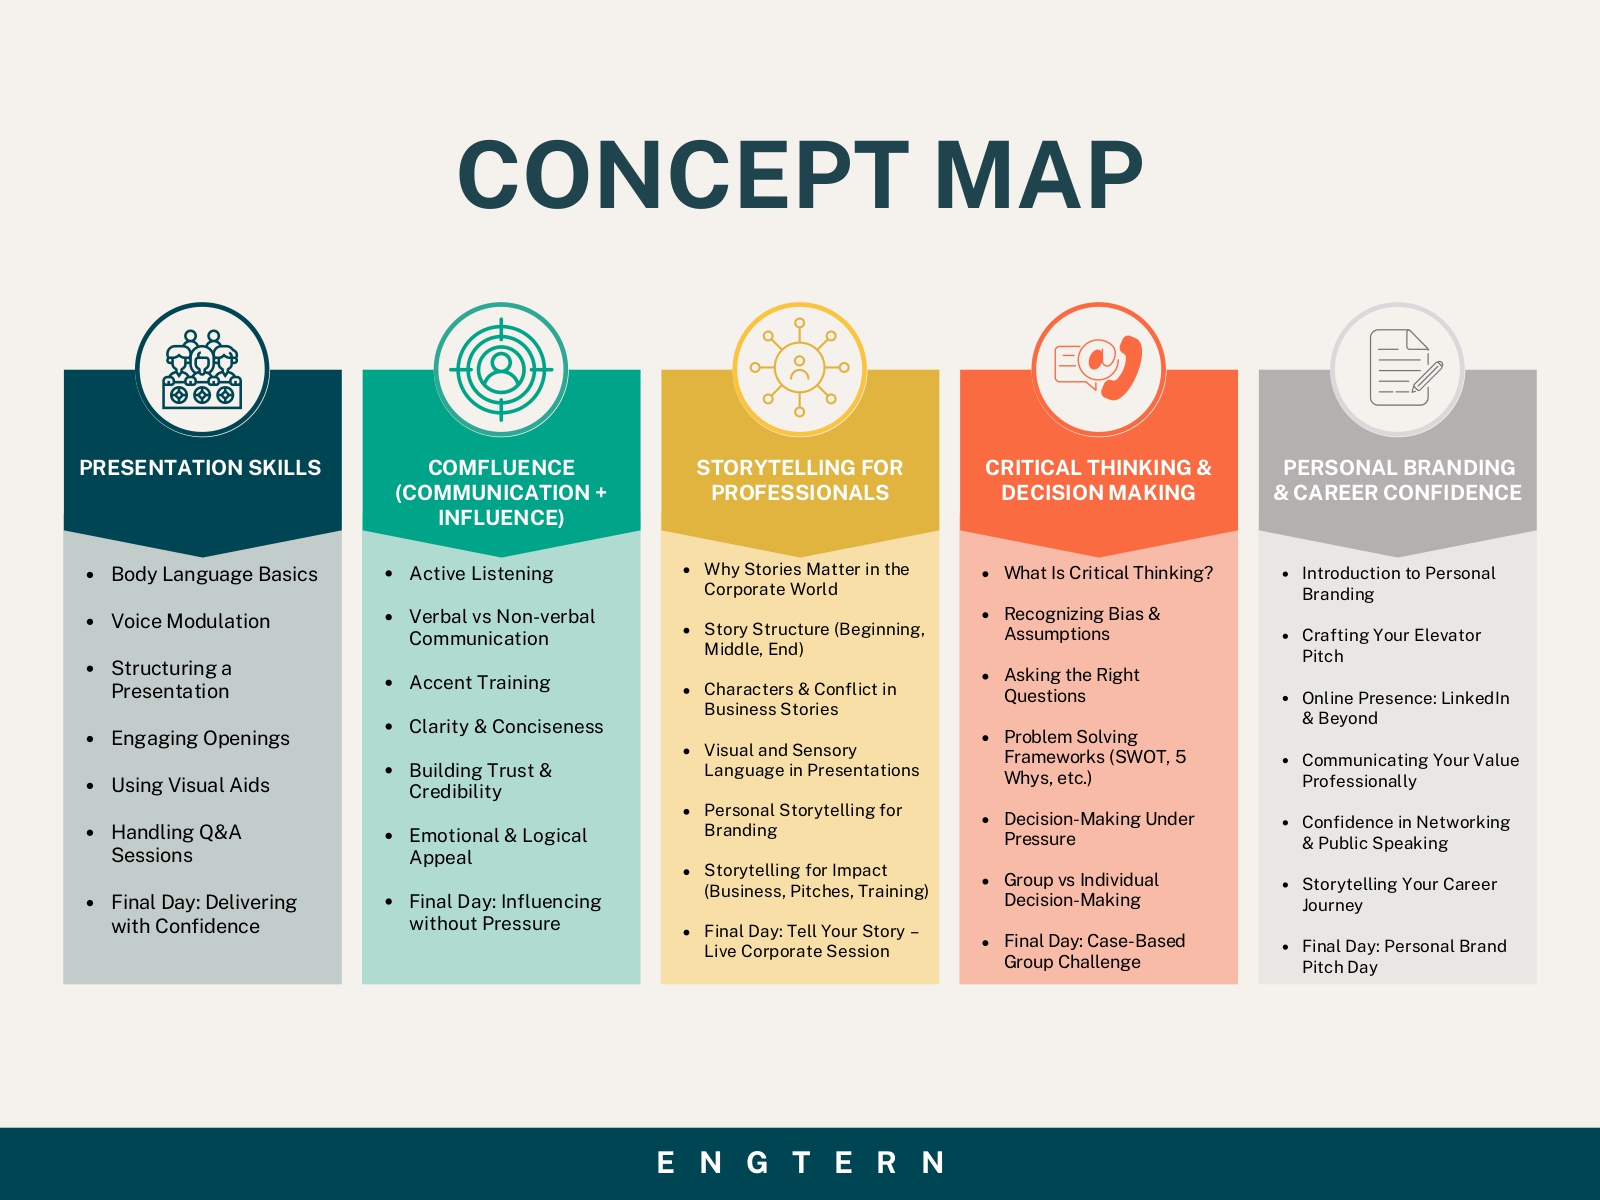 CONCEPT MAP
PRESENTATION SKILLS
• Body Language Basics
• Voice Modulation
• Structuring a
Presentation
• Engaging Openings
• Using Visual Aids
• Handling Q&A
Sessions
• Final Day: Delivering
with Confidence
COMFLUENCE
(COMMUNICATION +
INFLUENCE)
• Active Listening
• Verbal vs Non-verbal
Communication
• Accent Training
• Clarity & Conciseness
• Building Trust &
Credibility
• Emotional & Logical
Appeal
• Final Day: Influencing
without Pressure
STORYTELLING FOR
PROFESSIONALS
• Why Stories Matter in the
Corporate World
• Story Structure (Beginning,
Middle, End)
• Characters & Conflict in
Business Stories
• Visual and Sensory
Language in Presentations
• Personal Storytelling for
Branding
• Storytelling for Impact
(Business, Pitches, Training)
• Final Day: Tell Your Story –
Live Corporate Session
CRITICAL THINKING &
DECISION MAKING
• What Is Critical Thinking?
• Recognizing Bias &
Assumptions
• Asking the Right
Questions
• Problem Solving
Frameworks (SWOT, 5
Whys, etc.)
• Decision-Making Under
Pressure
• Group vs Individual
Decision-Making
• Final Day: Case-Based
Group Challenge
PERSONAL BRANDING
& CAREER CONFIDENCE
• Introduction to Personal
Branding
• Crafting Your Elevator
Pitch
• Online Presence: LinkedIn
& Beyond
• Communicating Your Value
Professionally
• Confidence in Networking
& Public Speaking
• Storytelling Your Career
Journey
• Final Day: Personal Brand
Pitch Day
ENGTERN